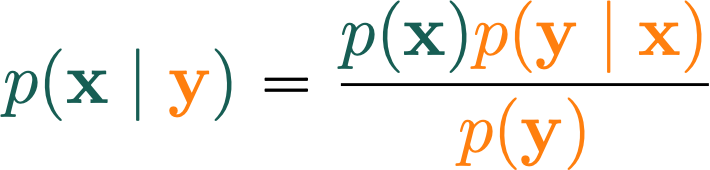 p(x | y) = p(x)p(y | x) / p(y)